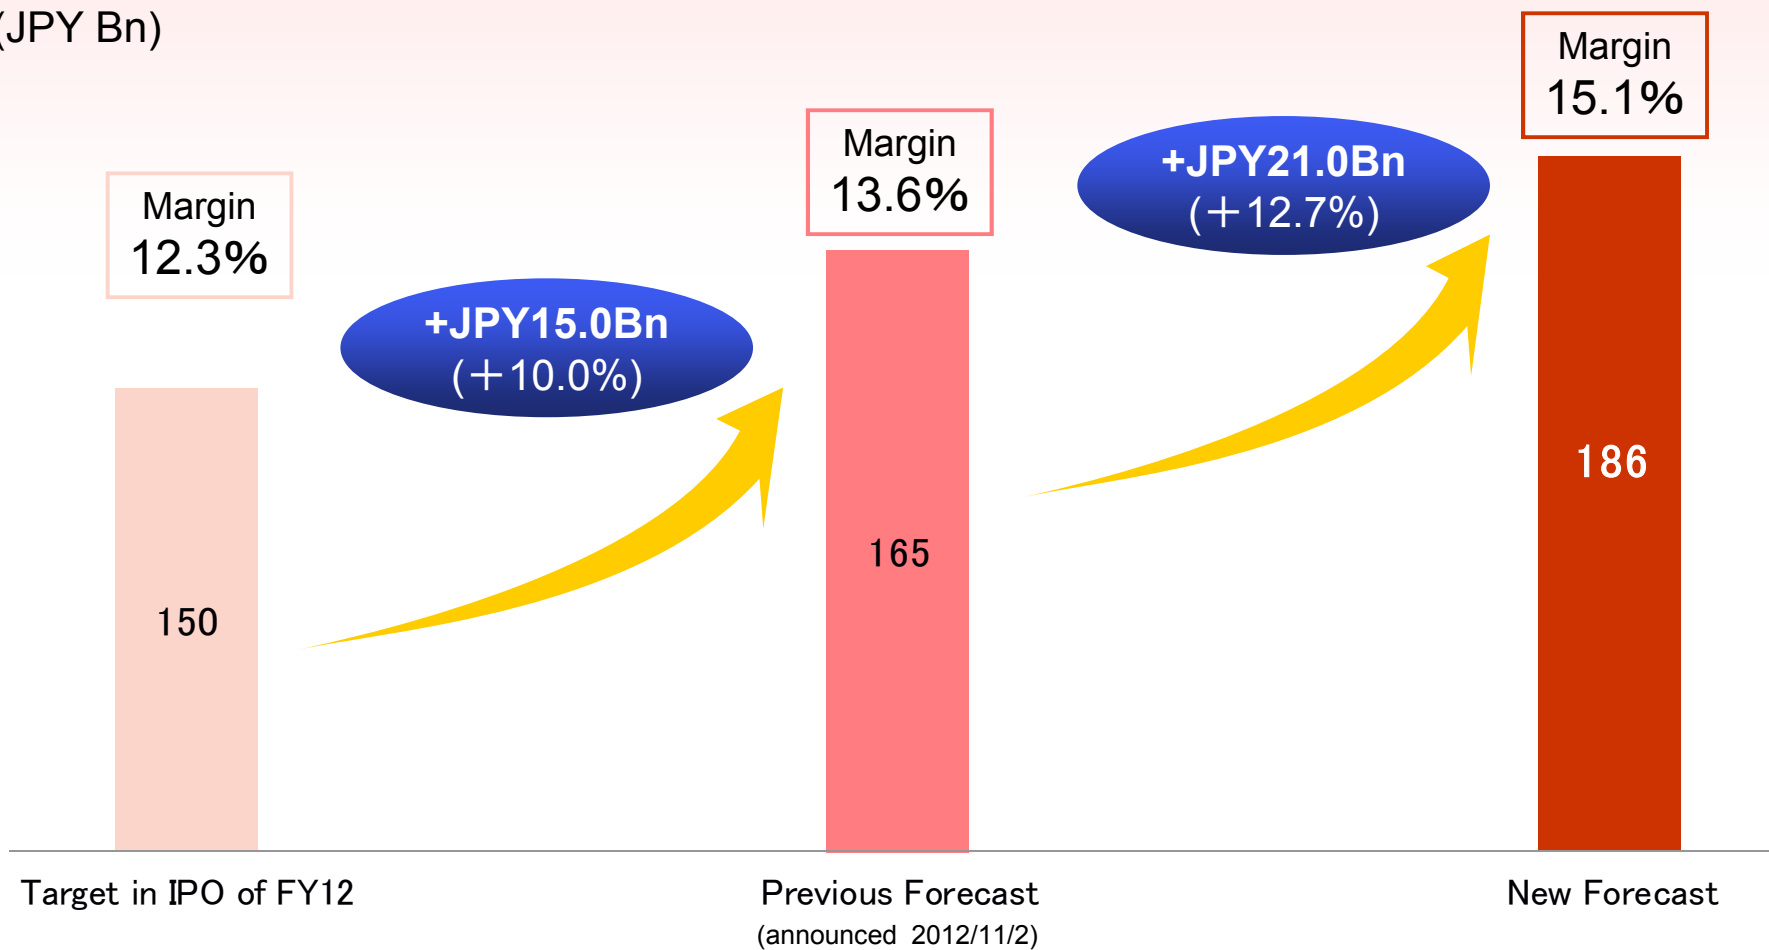 (JPY Bn)
Margin
12.3%
150
+JPY15.0Bn
(＋10.0%)
Margin
13.6%
165
+JPY21.0Bn
(＋12.7%)
Margin
15.1%
186
Target in IPO of FY12
Previous Forecast
(announced 2012/11/2)
New Forecast